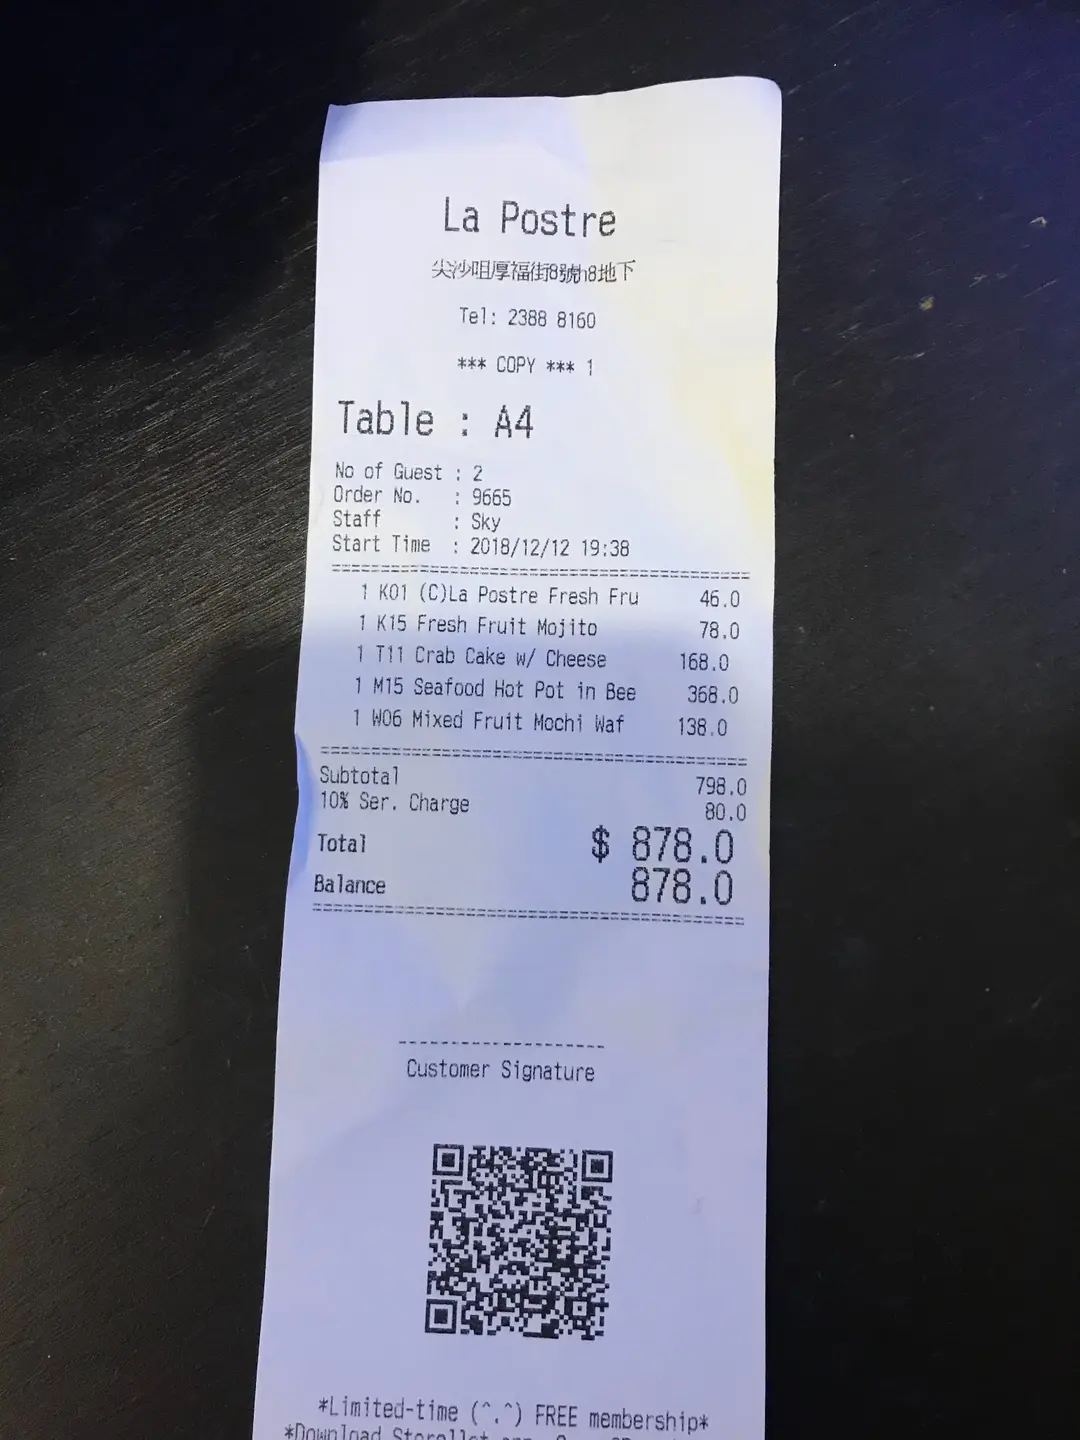 La Postre
尖沙咀厚福街8號h8地下
Tel: 2388 8160
*** COPY *** 1
Table : A4
No of Guest : 2
Order No. : 9665
Staff : Sky
Start Time : 2018/12/12 19:38
1 K01 (C)La Postre Fresh Fru 46.0
1 K15 Fresh Fruit Mojito 78.0
1 T11 Crab Cake w/ Cheese 168.0
1 M15 Seafood Hot Pot in Bee 368.0
1 W06 Mixed Fruit Mochi Waf 138.0
Subtotal 798.0
10% Ser. Charge 80.0
Total $ 878.0
Balance 878.0
Customer Signature
*Limited-time (^.^) FREE membership*
*Download